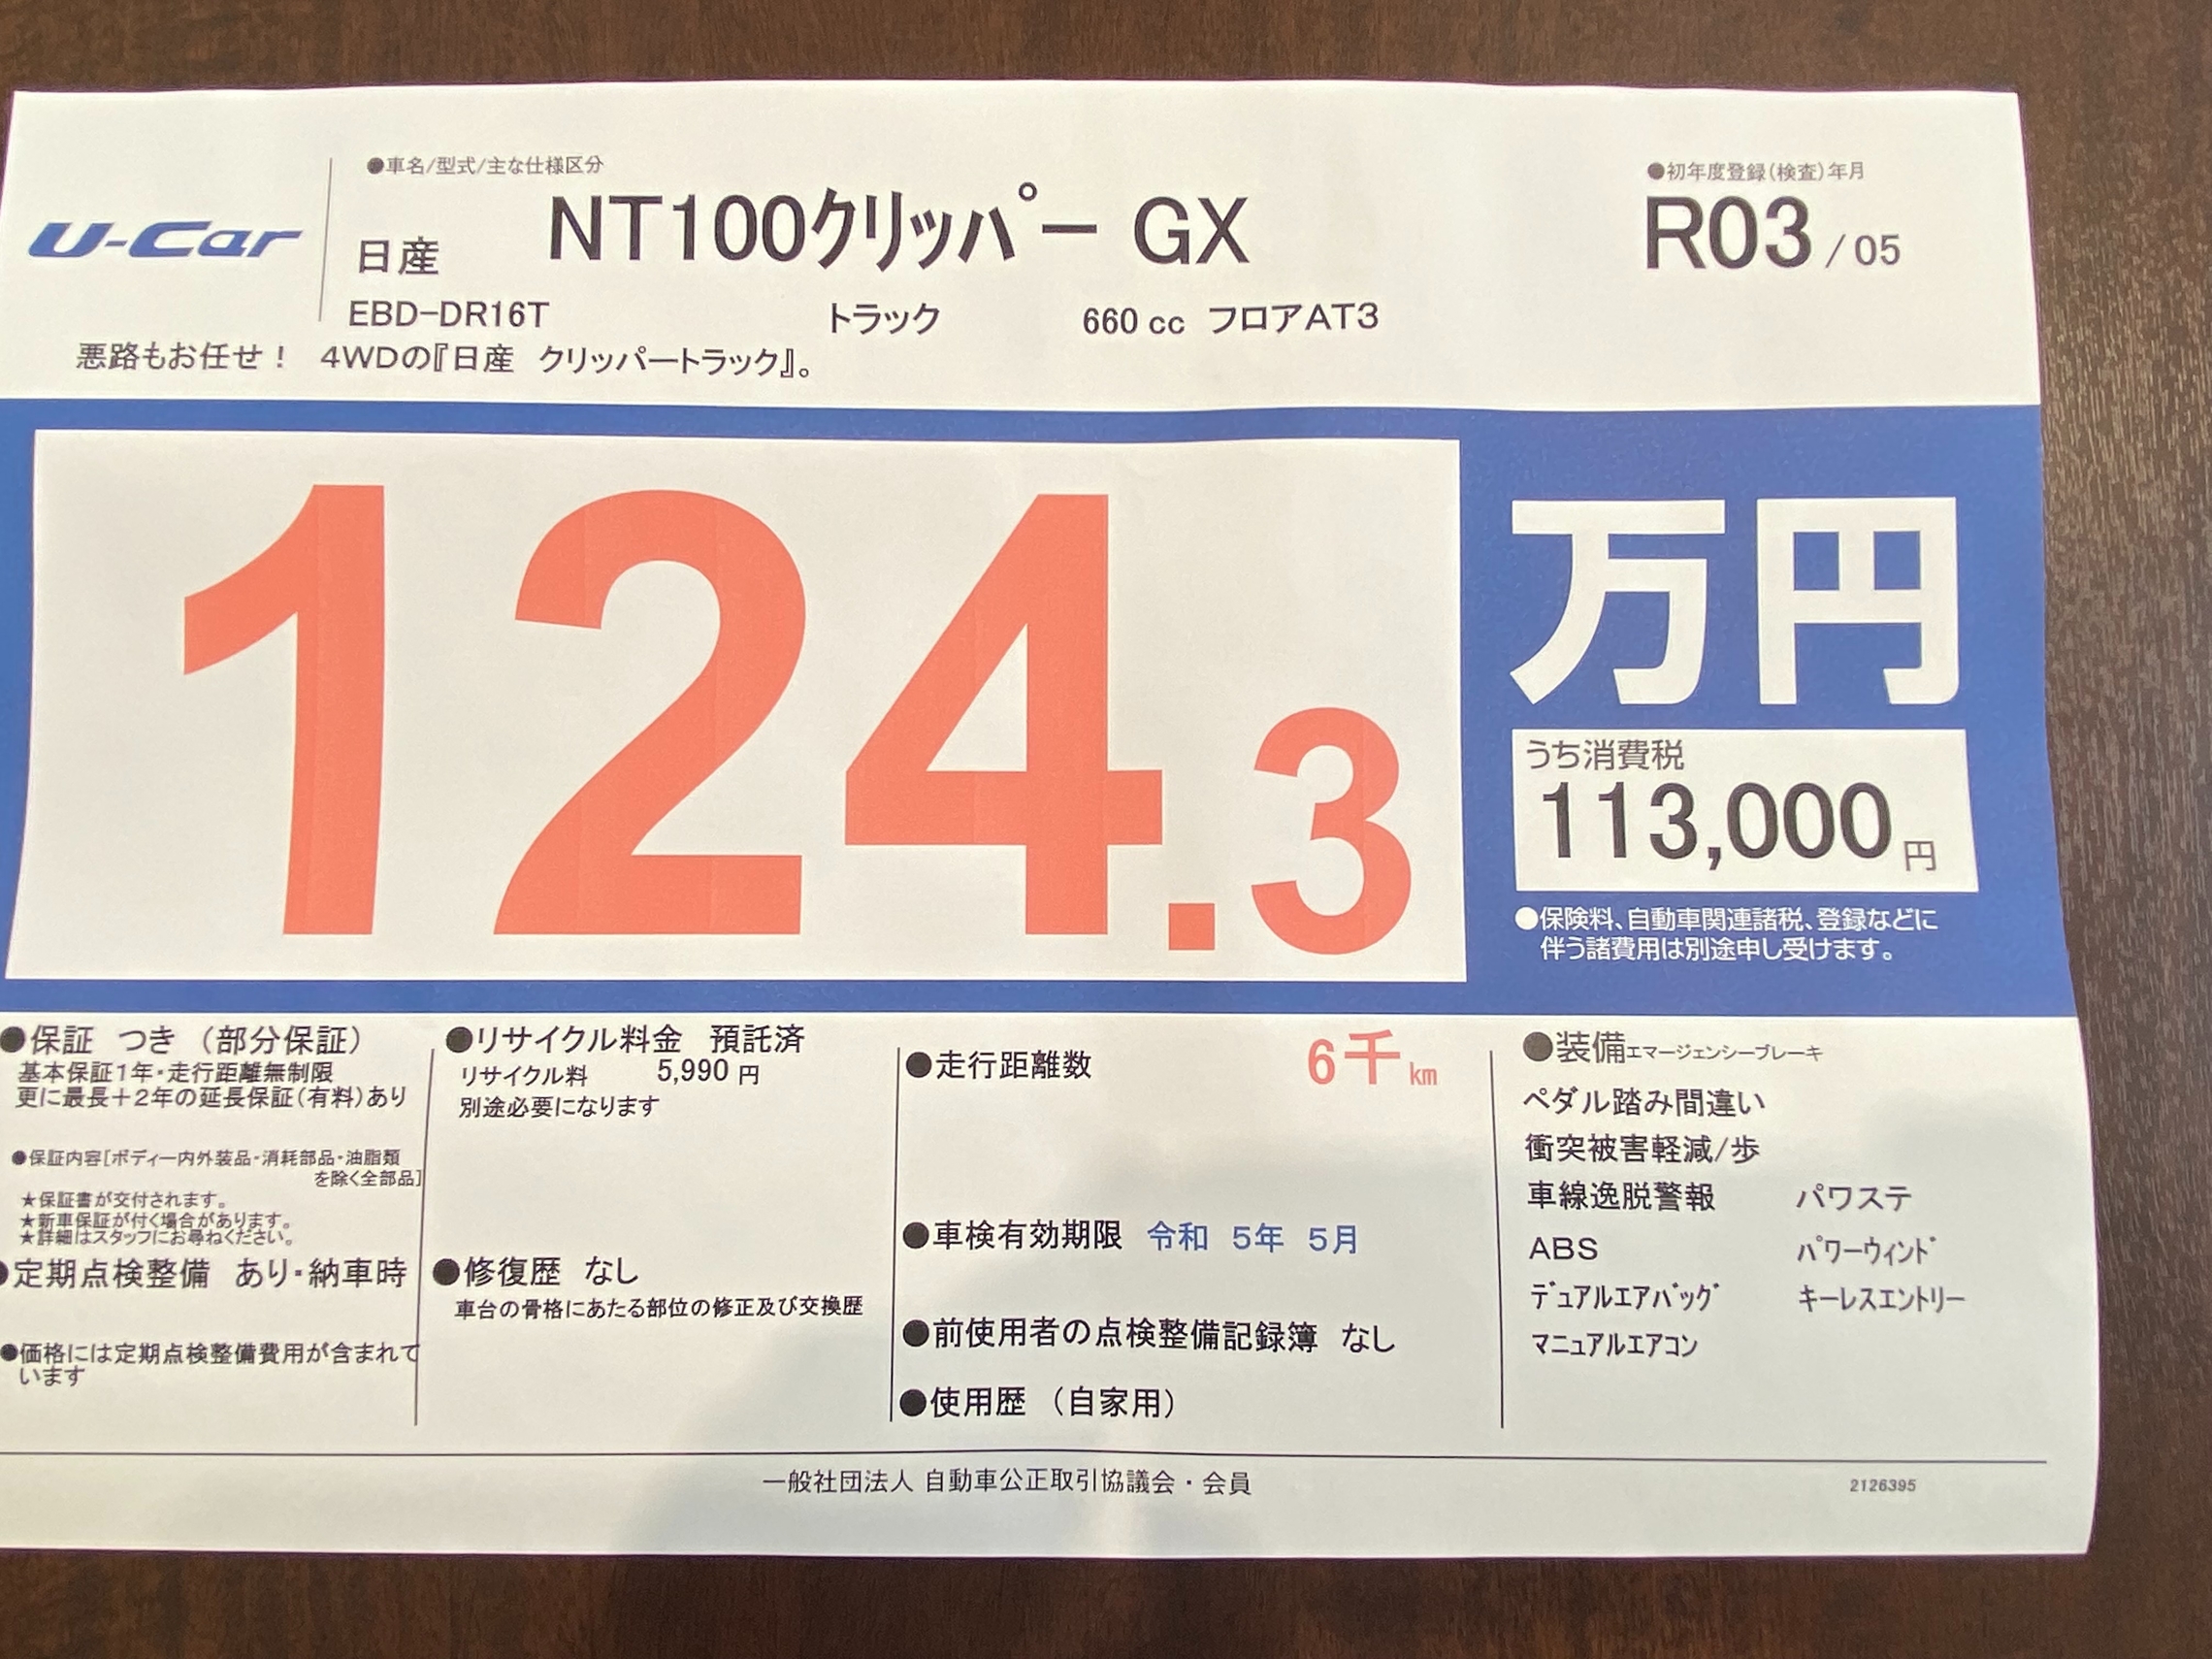 U-Car
●車名/型式/主な仕様区分
日産 NT100ｸﾘｯﾊﾟｰ GX
●初年度登録(検査)年月
R03/05
EBD-DR16T トラック 660 cc フロアAT3
悪路もお任せ！ 4WDの『日産 クリッパートラック』。
124.3
万円
うち消費税
113,000円
●保険料、自動車関連諸税、登録などに
伴う諸費用は別途申し受けます。
●保証 つき（部分保証）
基本保証1年・走行距離無制限
更に最長＋2年の延長保証(有料)あり
●保証内容[ボディー内外装品・消耗部品・油脂類
を除く全部品]
★保証書が交付されます。
★新車保証が付く場合があります。
★詳細はスタッフにお尋ねください。
●定期点検整備 あり・納車時
●価格には定期点検整備費用が含まれて
います
●リサイクル料金 預託済
リサイクル料 5,990 円
別途必要になります
●修復歴 なし
車台の骨格にあたる部位の修正及び交換歴
●走行距離数 6千km
●車検有効期限 令和 5年 5月
●前使用者の点検整備記録簿 なし
●使用歴 （自家用）
●装備エマージェンシーブレーキ
ペダル踏み間違い
衝突被害軽減/歩
車線逸脱警報 パワステ
ABS ﾊﾟﾜｰｳｨﾝﾄﾞ
ﾃﾞｭｱﾙｴｱﾊﾞｯｸﾞ ｷｰﾚｽｴﾝﾄﾘｰ
ﾏﾆｭｱﾙｴｱｺﾝ
一般社団法人 自動車公正取引協議会・会員
2126395